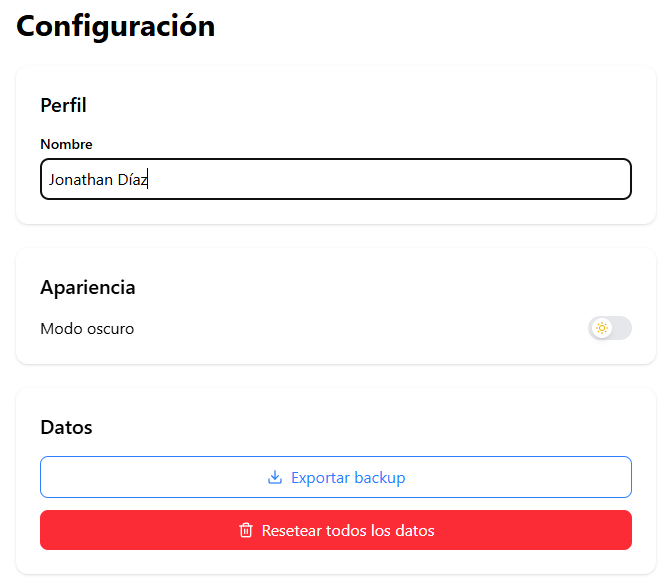 Configuración
Perfil
Nombre
Jonathan Díaz
Apariencia
Modo oscuro
Datos
Exportar backup
Resetear todos los datos